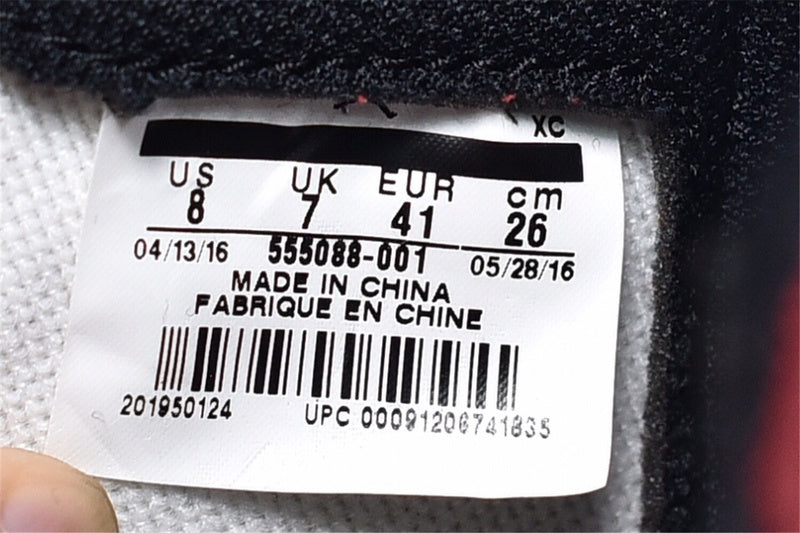 XC
US UK EUR cm
8 7 41 26
04/13/16 555088-001 05/28/16
MADE IN CHINA
FABRIQUE EN CHINE
201950124 UPC 00091206741835